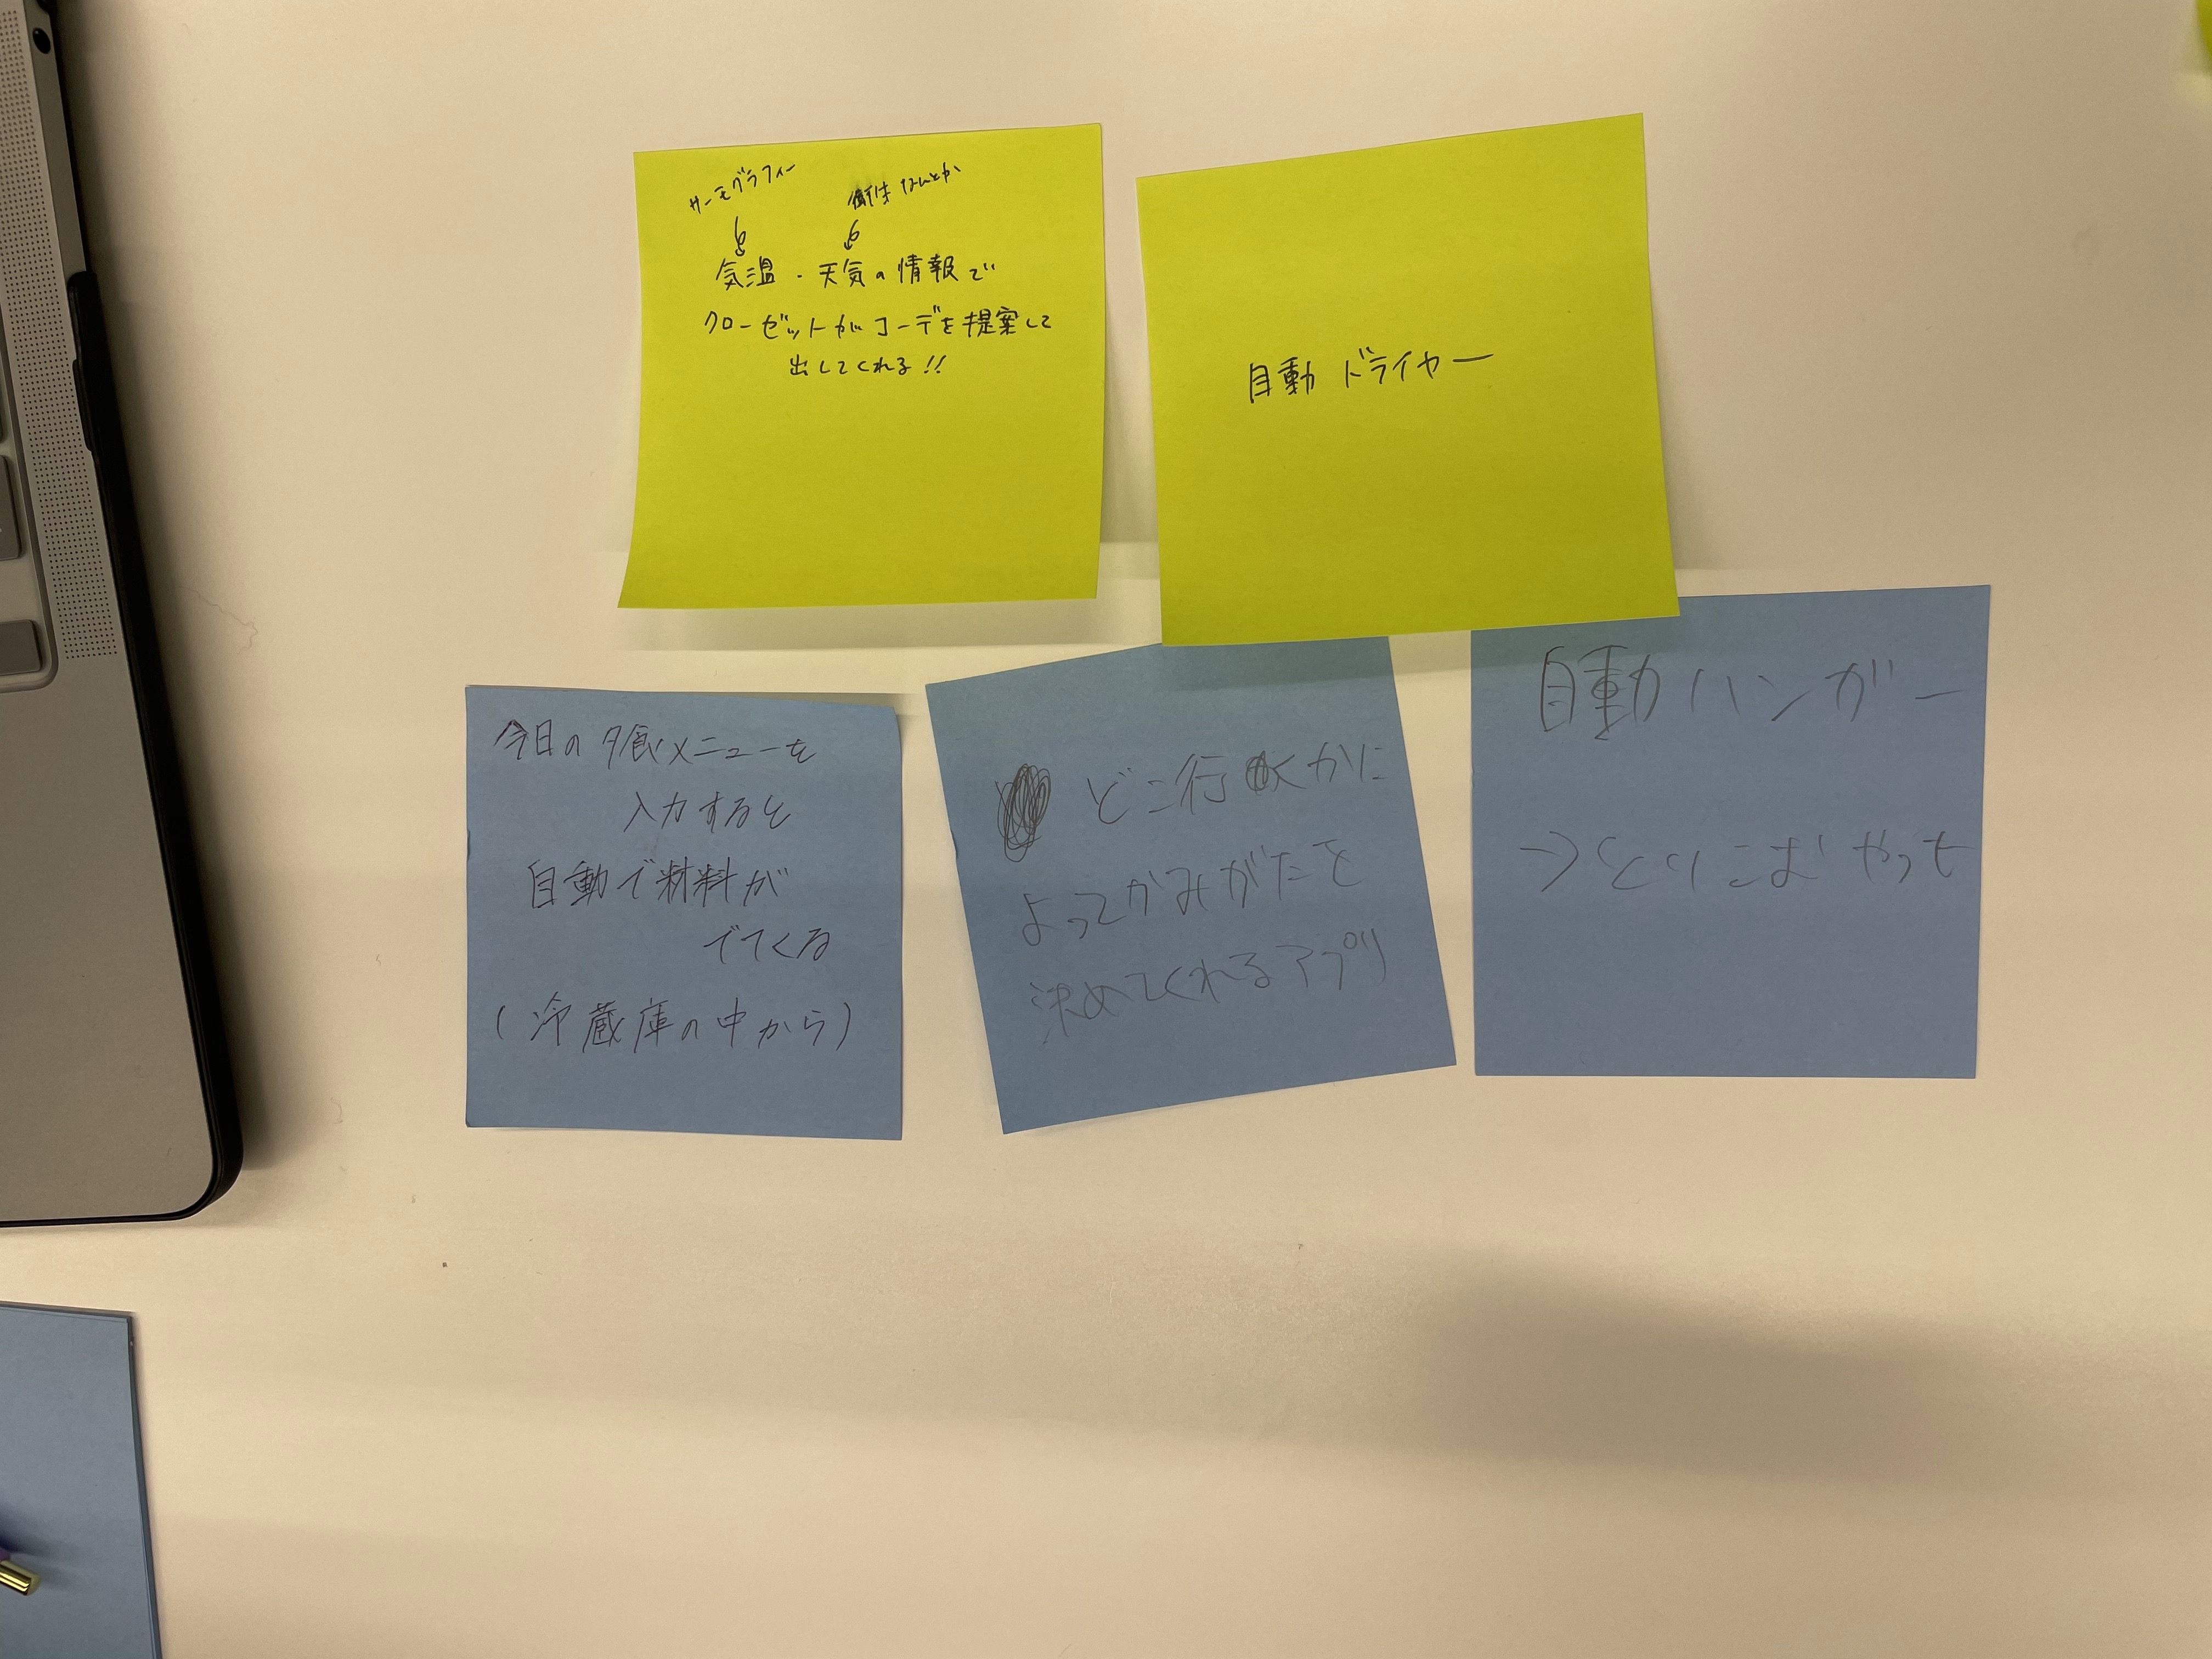 サーモグラフィー
衛生なんとか
気温・天気の情報で
クローゼットがコーデを提案して
出してくれる!!
自動ドライヤー
今日の夕食メニューを
入力すると
自動で材料が
でてくる
(冷蔵庫の中から)
どこ行くかに
よってかみがたを
決めてくれるアプリ
自動ハンガー
→とりこむ やつも